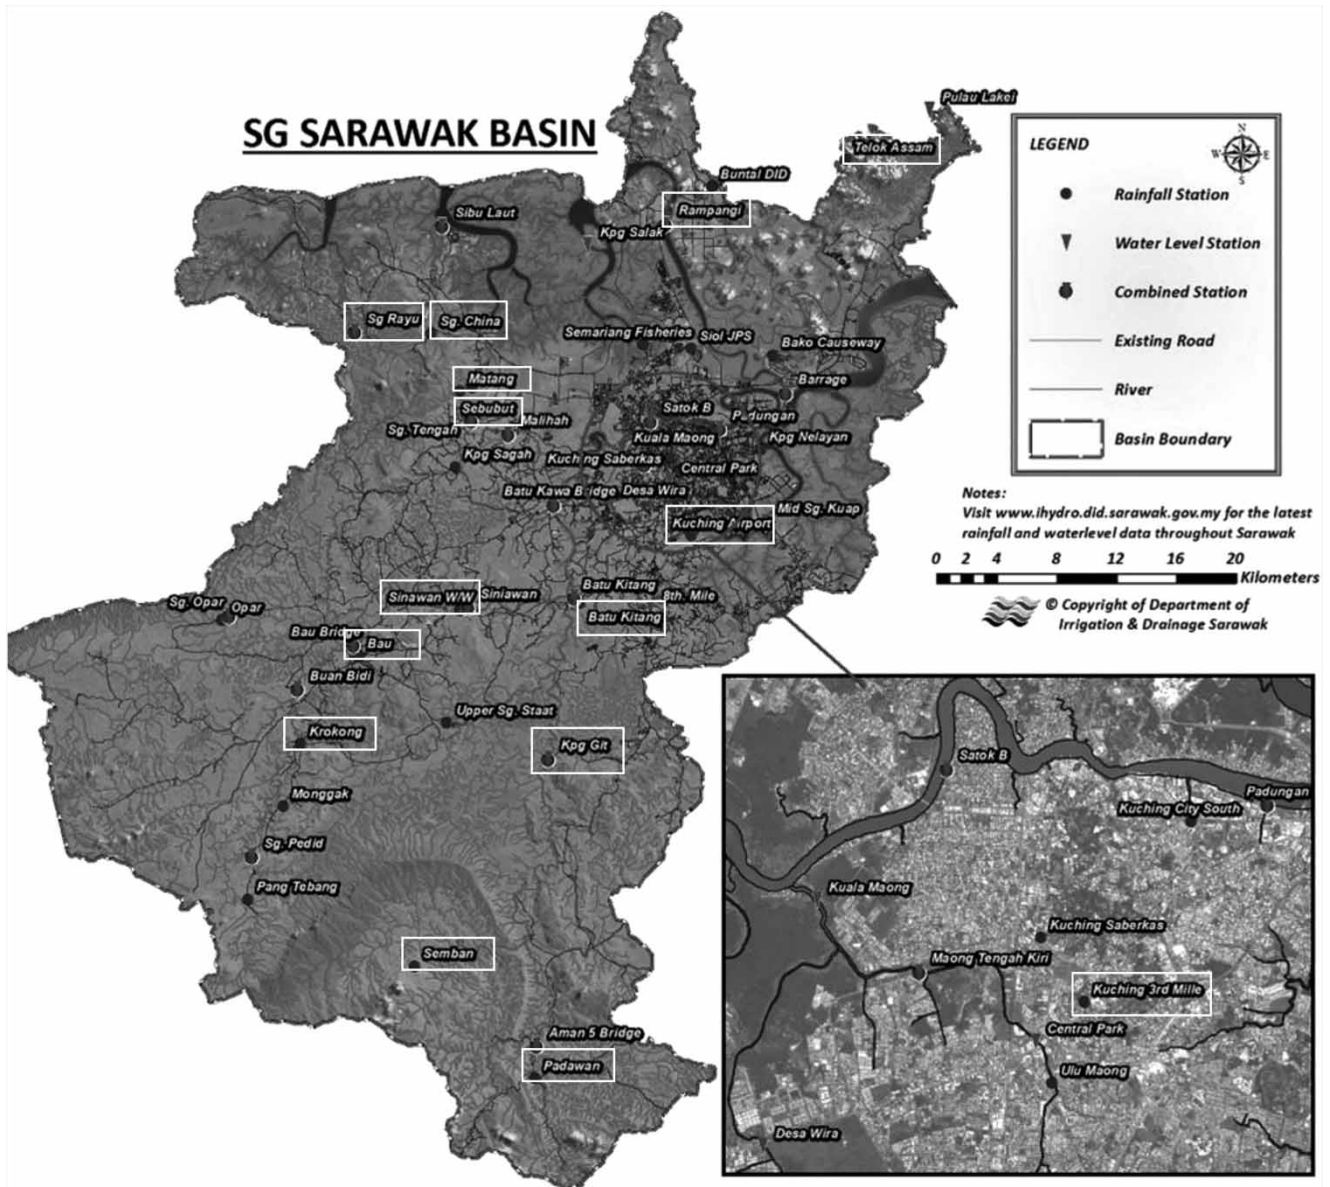 SG SARAWAK BASIN
Pulau Lakei
Telok Assam
Buntal DID
Rampangi
Sibu Laut
Kpg Salak
Sg Rayu
Sg. China
Semariang Fisheries
Siol JPS
Bako Causeway
Matang
Barrage
Sebubut
Malihah
Satok B
Padungan
Sg. Tengah
Kuala Maong
Kpg Nelayan
Kpg Sagah
Kuching Saberkas
Central Park
Batu Kawa Bridge
Desa Wira
Kuching Airport
Mid Sg. Kuap
Sinawan W/W
Siniawan
Batu Kitang
8th. Mile
Batu Kitang
Sg. Opar
Opar
Bau Bridge
Bau
Buan Bidi
Upper Sg. Staat
Krokong
Kpg Git
Monggak
Sg. Pedid
Pang Tebang
Semban
Aman 5 Bridge
Padawan
LEGEND
N
W
E
S
Rainfall Station
Water Level Station
Combined Station
Existing Road
River
Basin Boundary
Notes:
Visit www.ihydro.did.sarawak.gov.my for the latest
rainfall and waterlevel data throughout Sarawak
0 2 4 8 12 16 20
Kilometers
© Copyright of Department of
Irrigation & Drainage Sarawak
Satok B
Padungan
Kuching City South
Kuala Maong
Kuching Saberkas
Maong Tengah Kiri
Kuching 3rd Mille
Central Park
Ulu Maong
Desa Wira